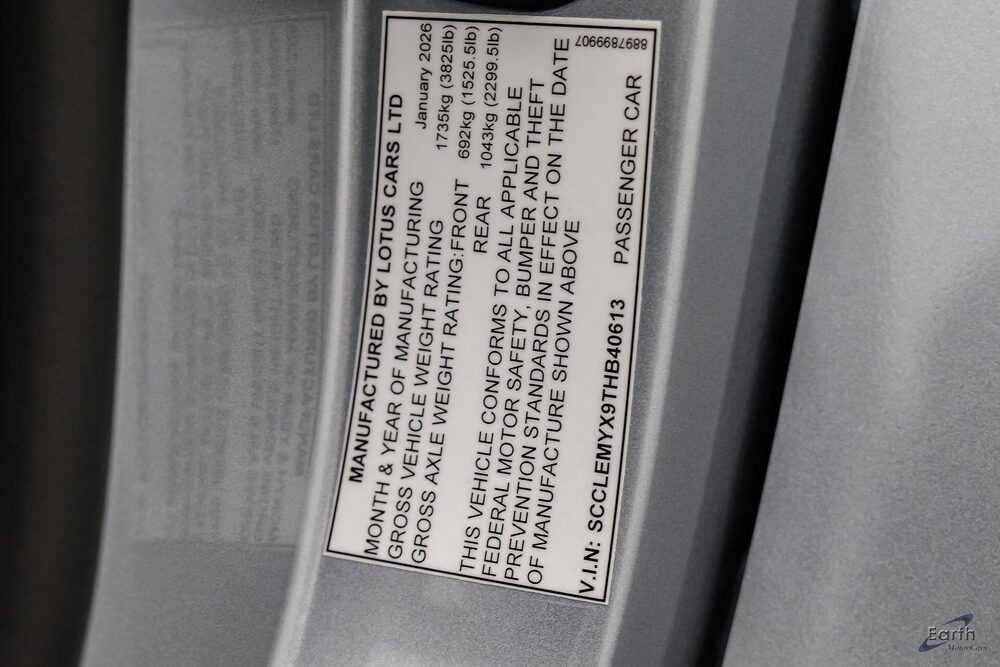 MANUFACTURED BY LOTUS CARS LTD
MONTH & YEAR OF MANUFACTURING January 2026
GROSS VEHICLE WEIGHT RATING 1735kg (3825lb)
GROSS AXLE WEIGHT RATING:FRONT 692kg (1525.5lb)
REAR 1043kg (2299.5lb)
THIS VEHICLE CONFORMS TO ALL APPLICABLE
FEDERAL MOTOR SAFETY, BUMPER AND THEFT
PREVENTION STANDARDS IN EFFECT ON THE DATE
OF MANUFACTURE SHOWN ABOVE
V.I.N: SCCLEMYX9THB40613 PASSENGER CAR
8897899907
Earth
MotorCars